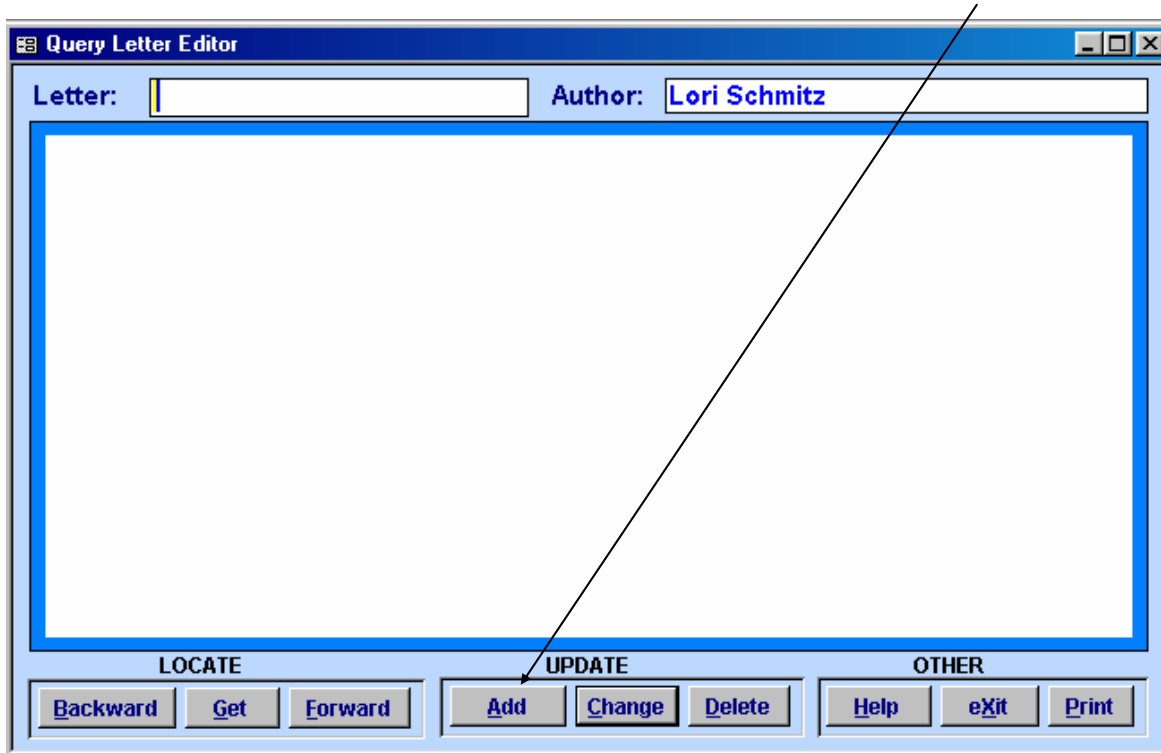 Query Letter Editor
Letter: Author: Lori Schmitz
LOCATE UPDATE OTHER
Backward Get Forward Add Change Delete Help eXit Print